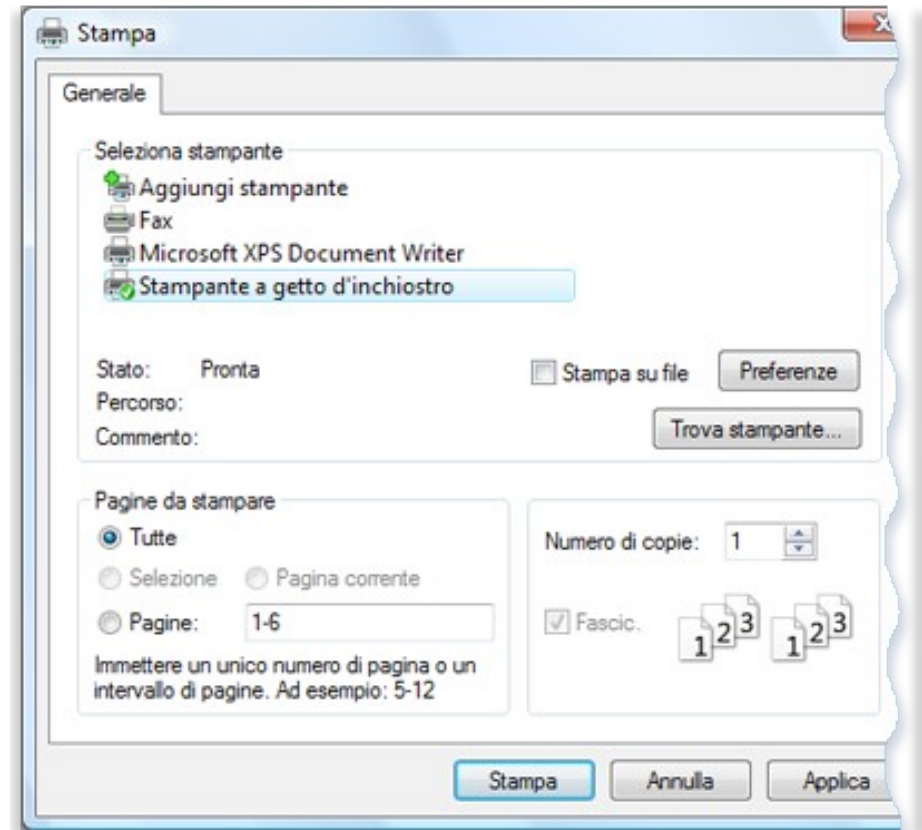 Stampa
Generale
Seleziona stampante
Aggiungi stampante
Fax
Microsoft XPS Document Writer
Stampante a getto d'inchiostro
Stato: Pronta
Stampa su file Preferenze
Percorso:
Commento:
Trova stampante...
Pagine da stampare
Tutte
Selezione Pagina corrente
Pagine: 1-6
Immettere un unico numero di pagina o un
intervallo di pagine. Ad esempio: 5-12
Numero di copie: 1
Fascic.
1 2 3 1 2 3
Stampa Annulla Applica